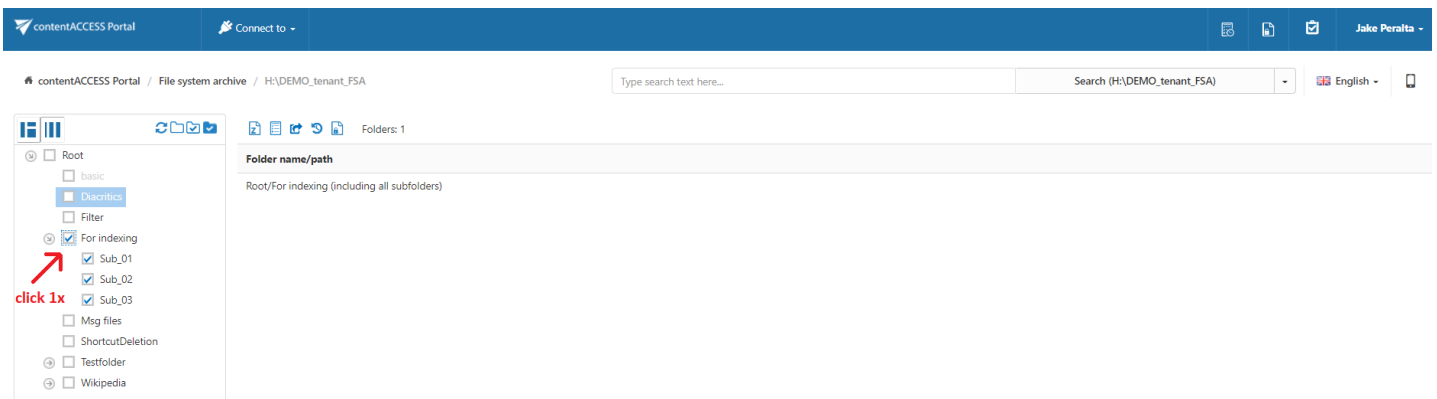 contentACCESS Portal
Connect to
Jake Peralta
contentACCESS Portal / File system archive / H:\DEMO_tenant_FSA
Type search text here...
Search (H:\DEMO_tenant_FSA)
English
Folders: 1
Root
Folder name/path
basic
Root/For indexing (including all subfolders)
Diacritics
Filter
For indexing
Sub_01
Sub_02
click 1x
Sub_03
Msg files
ShortcutDeletion
Testfolder
Wikipedia